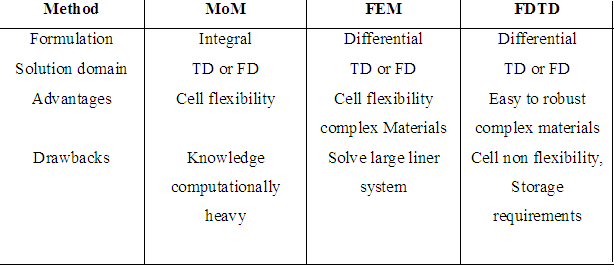 Method MoM FEM FDTD
Formulation Integral Differential Differential
Solution domain TD or FD TD or FD TD or FD
Advantages Cell flexibility Cell flexibility Easy to robust
complex Materials complex materials
Drawbacks Knowledge Solve large liner Cell non flexibility,
computationally system Storage
heavy requirements